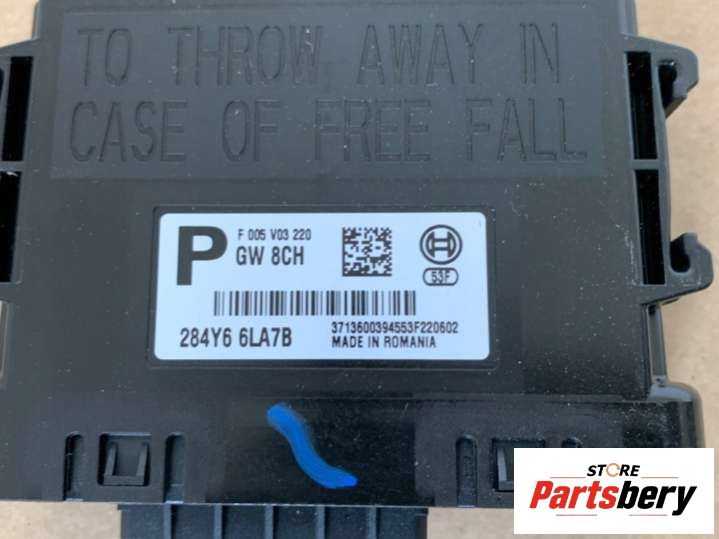 TO THROW AWAY IN
CASE OF FREE FALL
P
F 005 V03 220
GW 8CH
53F
284Y6 6LA7B
3713600394553F220602
MADE IN ROMANIA
STORE
Partsbery